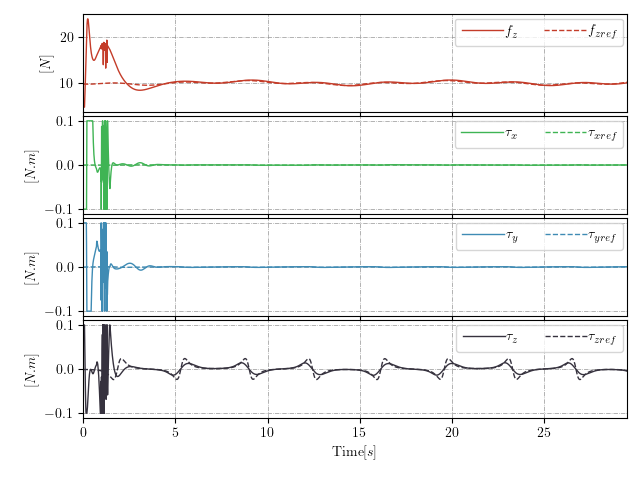 20
10
[N]
f_z
f_zref
0.1
0.0
−0.1
[N.m]
τ_x
τ_xref
0.1
0.0
−0.1
[N.m]
τ_y
τ_yref
0.1
0.0
−0.1
[N.m]
τ_z
τ_zref
0 5 10 15 20 25
Time[s]